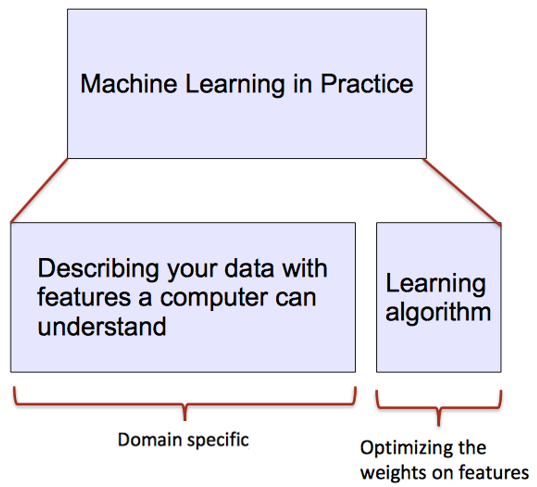 Machine Learning in Practice
Describing your data with
features a computer can
understand
Learning
algorithm
Domain specific
Optimizing the
weights on features